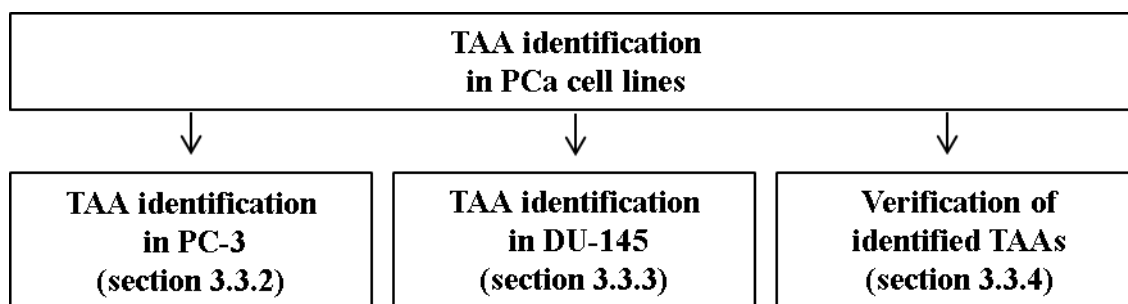 TAA identification
in PCa cell lines
TAA identification
in PC-3
(section 3.3.2)
TAA identification
in DU-145
(section 3.3.3)
Verification of
identified TAAs
(section 3.3.4)